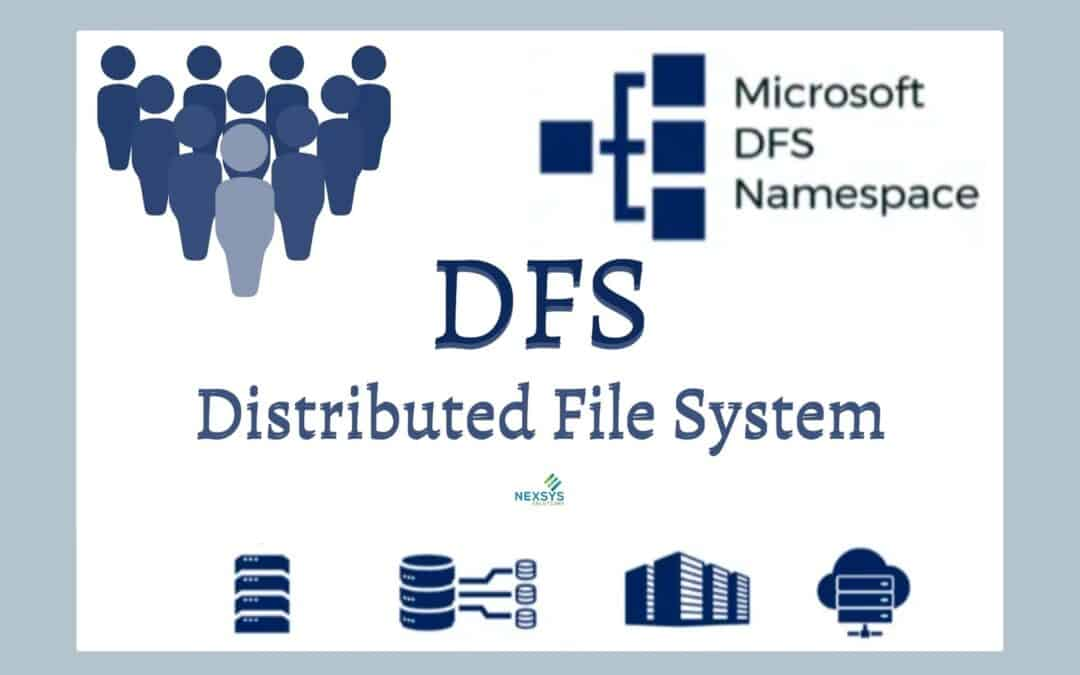 Microsoft
DFS
Namespace
DFS
Distributed File System
NEXSYS